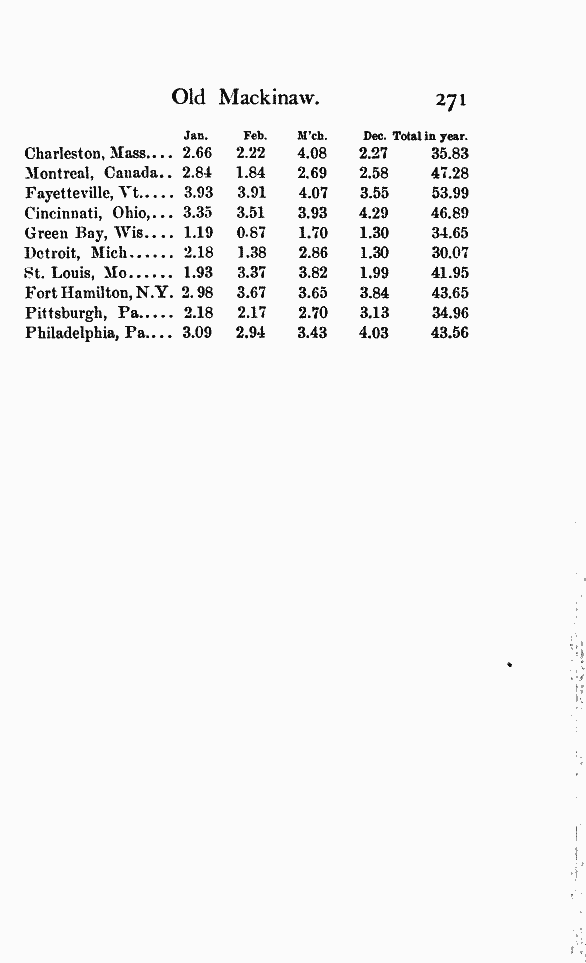 Old Mackinaw. 271
Jan. Feb. M'ch. Dec. Total in year.
Charleston, Mass.... 2.66 2.22 4.08 2.27 35.83
Montreal, Canada.. 2.84 1.84 2.69 2.58 47.28
Fayetteville, Vt..... 3.93 3.91 4.07 3.55 53.99
Cincinnati, Ohio,... 3.35 3.51 3.93 4.29 46.89
Green Bay, Wis.... 1.19 0.87 1.70 1.30 34.65
Detroit, Mich...... 2.18 1.38 2.86 1.30 30.07
St. Louis, Mo...... 1.93 3.37 3.82 1.99 41.95
Fort Hamilton, N.Y. 2.98 3.67 3.65 3.84 43.65
Pittsburgh, Pa..... 2.18 2.17 2.70 3.13 34.96
Philadelphia, Pa.... 3.09 2.94 3.43 4.03 43.56